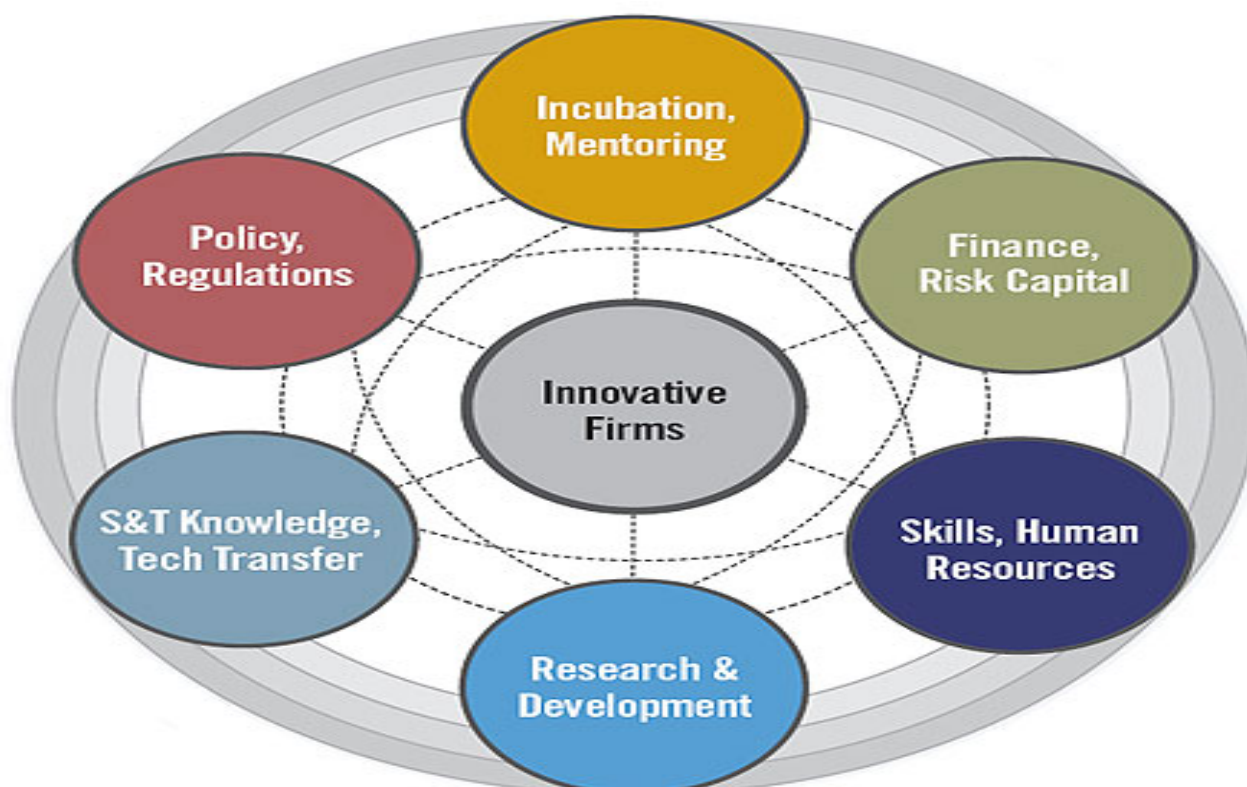 Incubation,
Mentoring
Policy,
Regulations
Finance,
Risk Capital
Innovative
Firms
S&T Knowledge,
Tech Transfer
Skills, Human
Resources
Research &
Development